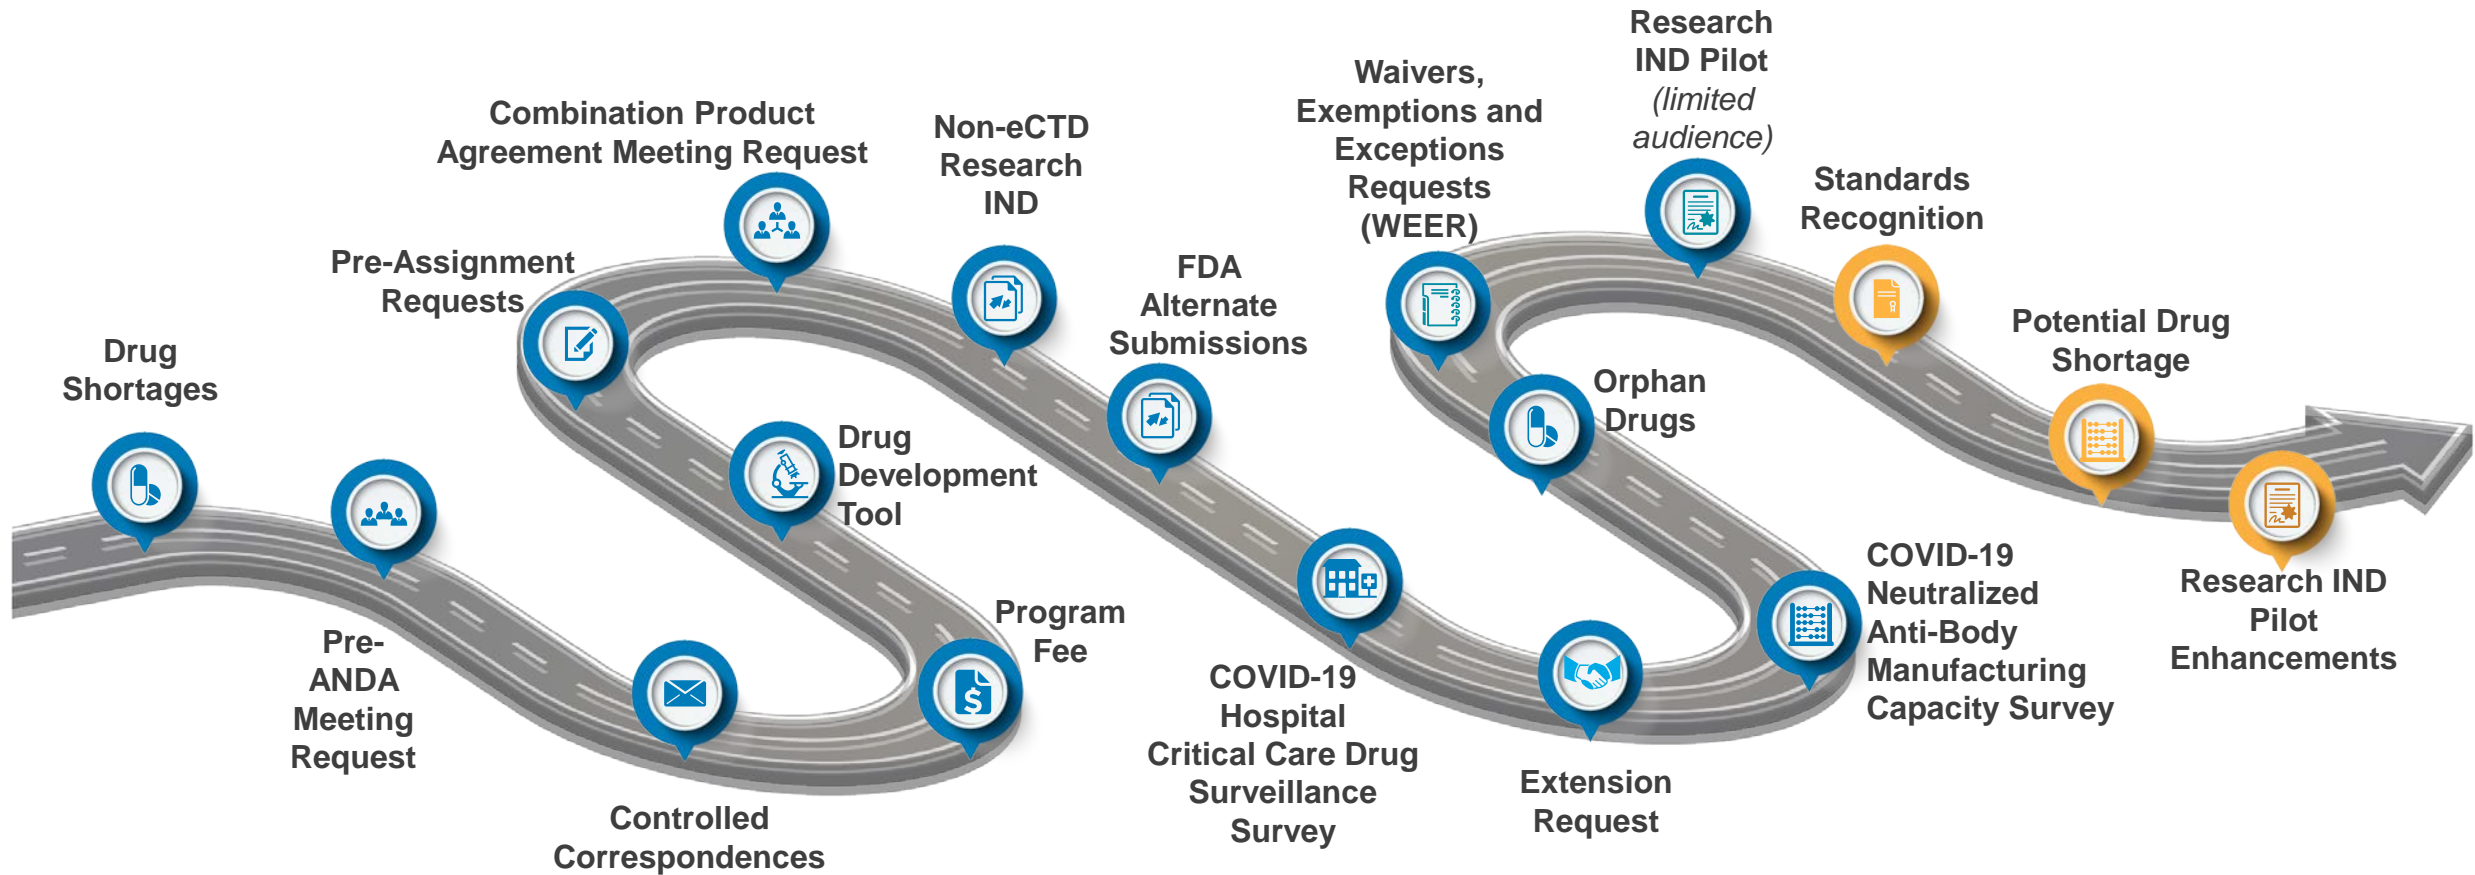 Drug
Shortages
Pre-
ANDA
Meeting
Request
Controlled
Correspondences
Program
Fee
Drug
Development
Tool
Pre-Assignment
Requests
Combination Product
Agreement Meeting Request
Non-eCTD
Research
IND
FDA
Alternate
Submissions
COVID-19
Hospital
Critical Care Drug
Surveillance
Survey
Extension
Request
COVID-19
Neutralized
Anti-Body
Manufacturing
Capacity Survey
Orphan
Drugs
Waivers,
Exemptions and
Exceptions
Requests
(WEER)
Research
IND Pilot
(limited
audience)
Standards
Recognition
Potential Drug
Shortage
Research IND
Pilot
Enhancements